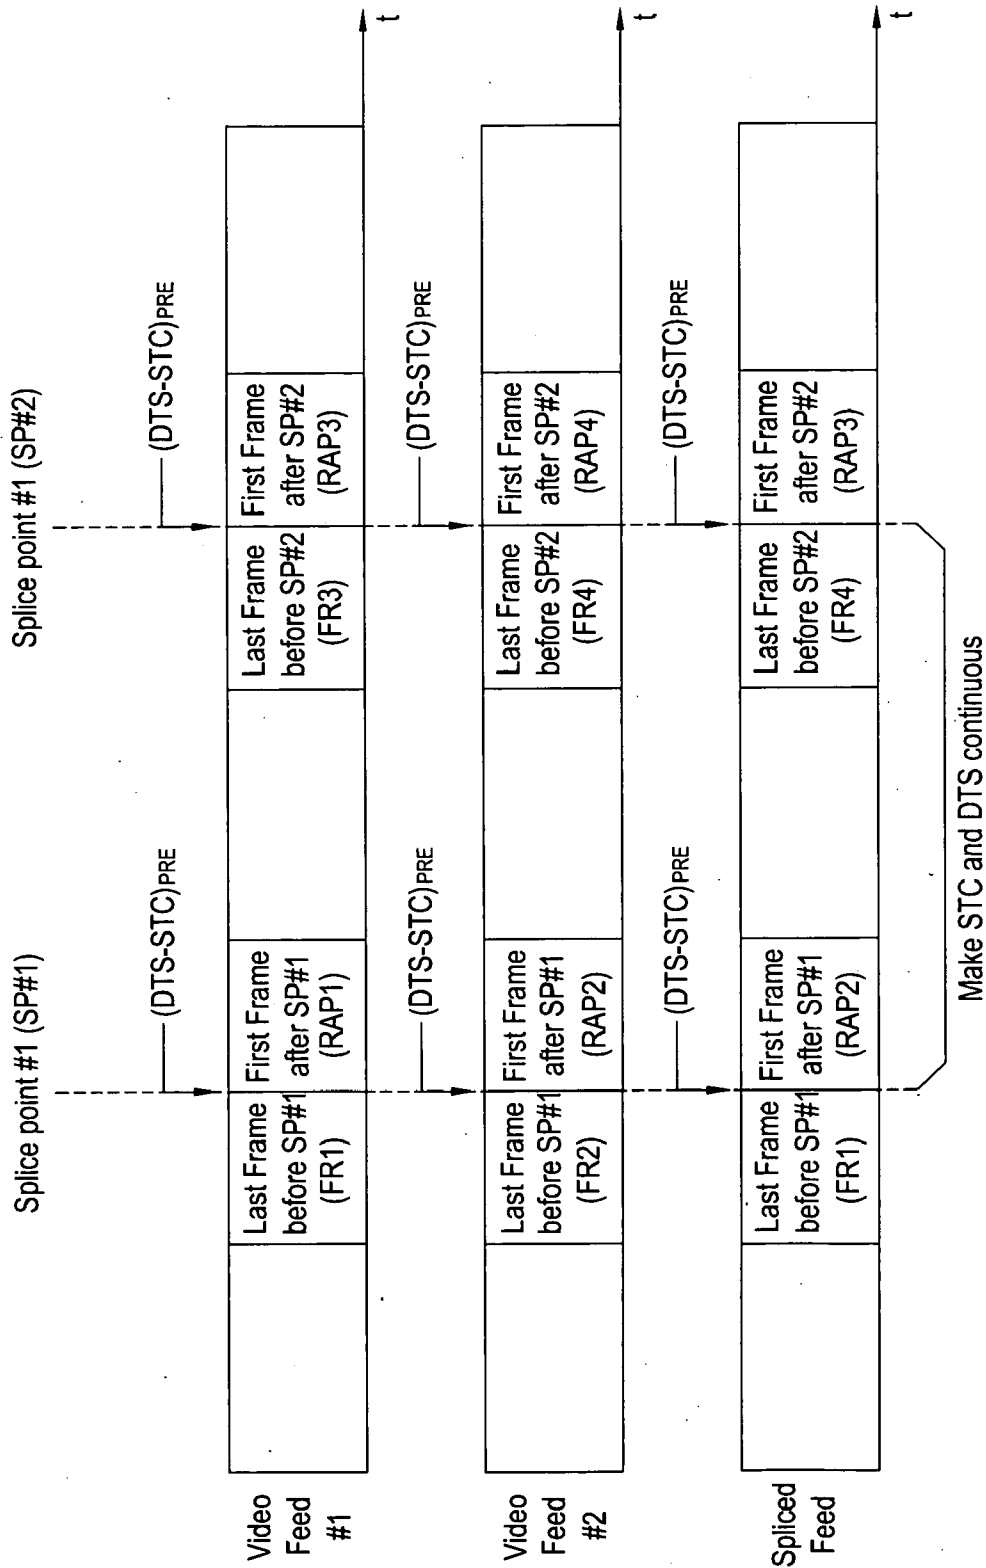 Splice point #1 (SP#1)
Splice point #1 (SP#2)
(DTS-STC)PRE
(DTS-STC)PRE
Video
Feed
#1
Last Frame
before SP#1
(FR1)
First Frame
after SP#1
(RAP1)
Last Frame
before SP#2
(FR3)
First Frame
after SP#2
(RAP3)
t
(DTS-STC)PRE
(DTS-STC)PRE
Video
Feed
#2
Last Frame
before SP#1
(FR2)
First Frame
after SP#1
(RAP2)
Last Frame
before SP#2
(FR4)
First Frame
after SP#2
(RAP4)
t
(DTS-STC)PRE
(DTS-STC)PRE
Spliced
Feed
Last Frame
before SP#1
(FR1)
First Frame
after SP#1
(RAP2)
Last Frame
before SP#2
(FR4)
First Frame
after SP#2
(RAP3)
t
Make STC and DTS continuous